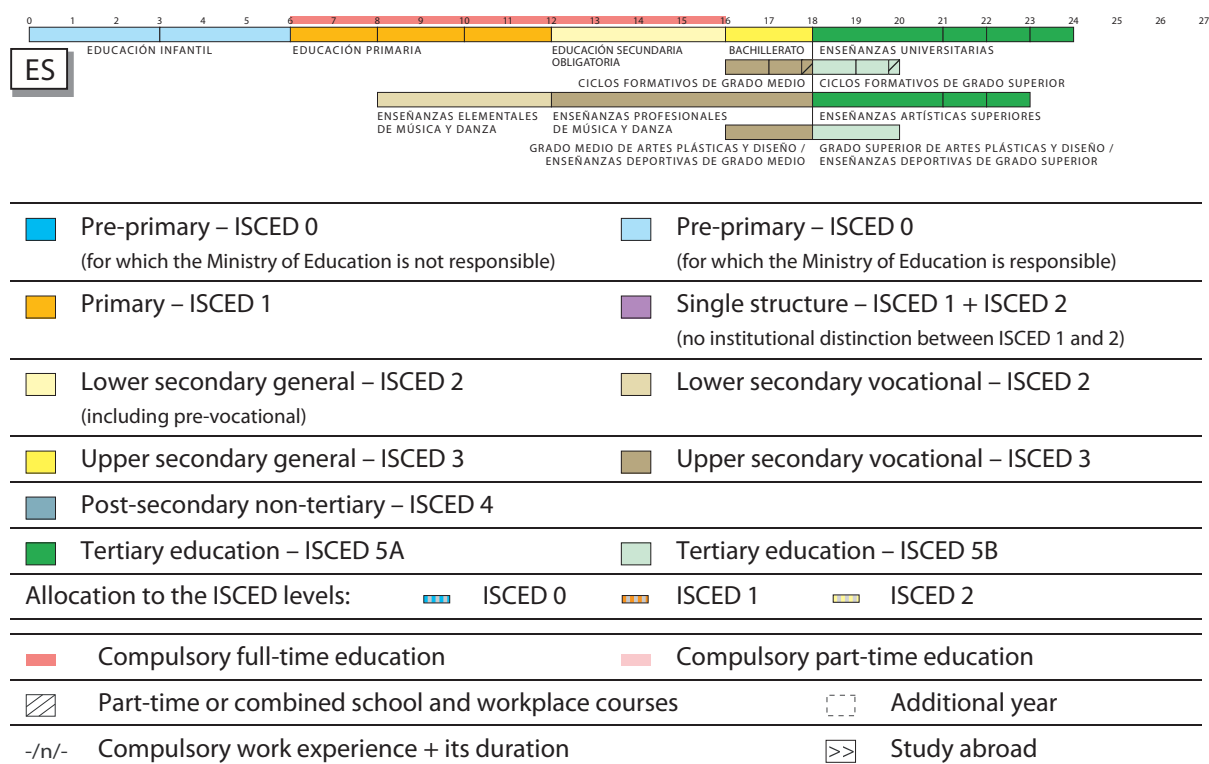 0 1 2 3 4 5 6 7 8 9 10 11 12 13 14 15 16 17 18 19 20 21 22 23 24 25 26 27
EDUCACIÓN INFANTIL EDUCACIÓN PRIMARIA EDUCACIÓN SECUNDARIA BACHILLERATO ENSEÑANZAS UNIVERSITARIAS
OBLIGATORIA
ES
CICLOS FORMATIVOS DE GRADO MEDIO CICLOS FORMATIVOS DE GRADO SUPERIOR
ENSEÑANZAS ELEMENTALES ENSEÑANZAS PROFESIONALES ENSEÑANZAS ARTÍSTICAS SUPERIORES
DE MÚSICA Y DANZA DE MÚSICA Y DANZA
GRADO MEDIO DE ARTES PLÁSTICAS Y DISEÑO / GRADO SUPERIOR DE ARTES PLÁSTICAS Y DISEÑO /
ENSEÑANZAS DEPORTIVAS DE GRADO MEDIO ENSEÑANZAS DEPORTIVAS DE GRADO SUPERIOR
Pre-primary – ISCED 0 Pre-primary – ISCED 0
(for which the Ministry of Education is not responsible) (for which the Ministry of Education is responsible)
Primary – ISCED 1 Single structure – ISCED 1 + ISCED 2
(no institutional distinction between ISCED 1 and 2)
Lower secondary general – ISCED 2 Lower secondary vocational – ISCED 2
(including pre-vocational)
Upper secondary general – ISCED 3 Upper secondary vocational – ISCED 3
Post-secondary non-tertiary – ISCED 4
Tertiary education – ISCED 5A Tertiary education – ISCED 5B
Allocation to the ISCED levels: ISCED 0 ISCED 1 ISCED 2
Compulsory full-time education Compulsory part-time education
Part-time or combined school and workplace courses Additional year
-/n/- Compulsory work experience + its duration >> Study abroad